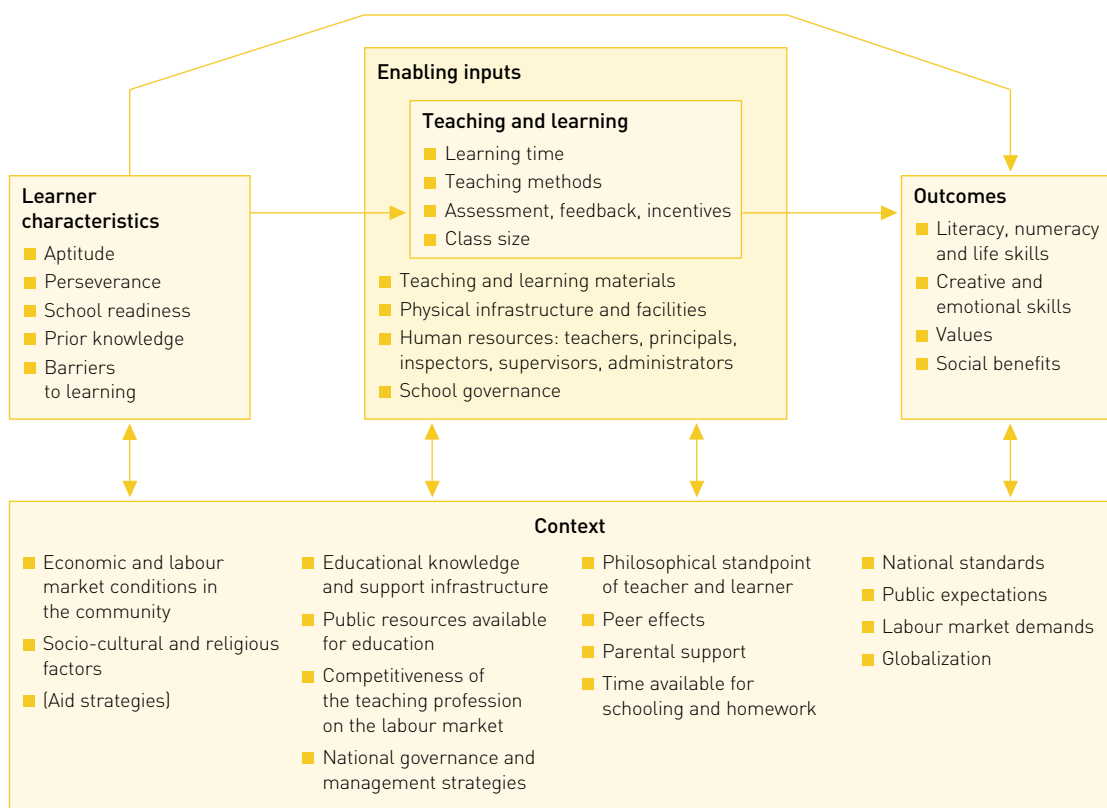 Enabling inputs
Teaching and learning
Learning time
Teaching methods
Assessment, feedback, incentives
Class size
Teaching and learning materials
Physical infrastructure and facilities
Human resources: teachers, principals,
inspectors, supervisors, administrators
School governance
Learner
characteristics
Aptitude
Perseverance
School readiness
Prior knowledge
Barriers
to learning
Outcomes
Literacy, numeracy
and life skills
Creative and
emotional skills
Values
Social benefits
Context
Economic and labour
market conditions in
the community
Socio-cultural and religious
factors
(Aid strategies)
Educational knowledge
and support infrastructure
Public resources available
for education
Competitiveness of
the teaching profession
on the labour market
National governance and
management strategies
Philosophical standpoint
of teacher and learner
Peer effects
Parental support
Time available for
schooling and homework
National standards
Public expectations
Labour market demands
Globalization